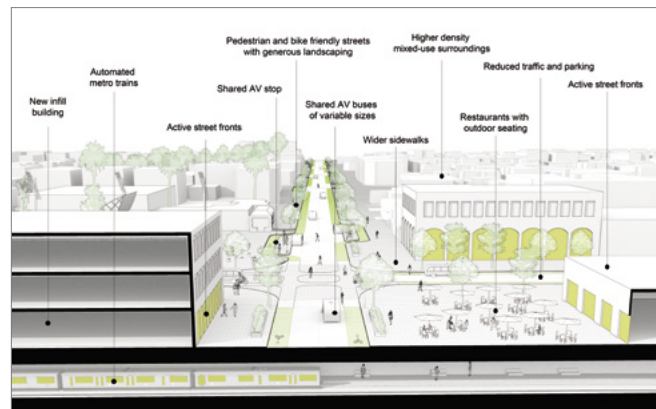 Pedestrian and bike friendly streets
with generous landscaping
Higher density
mixed-use surroundings
Automated
metro trains
Reduced traffic and parking
New infill
building
Shared AV stop
Active street fronts
Active street fronts
Shared AV buses
of variable sizes
Restaurants with
outdoor seating
Wider sidewalks